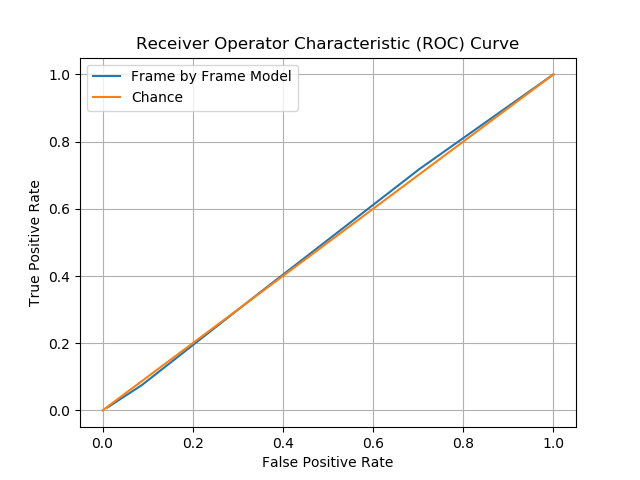 Receiver Operator Characteristic (ROC) Curve
Frame by Frame Model
Chance
True Positive Rate
1.0
0.8
0.6
0.4
0.2
0.0
0.0 0.2 0.4 0.6 0.8 1.0
False Positive Rate